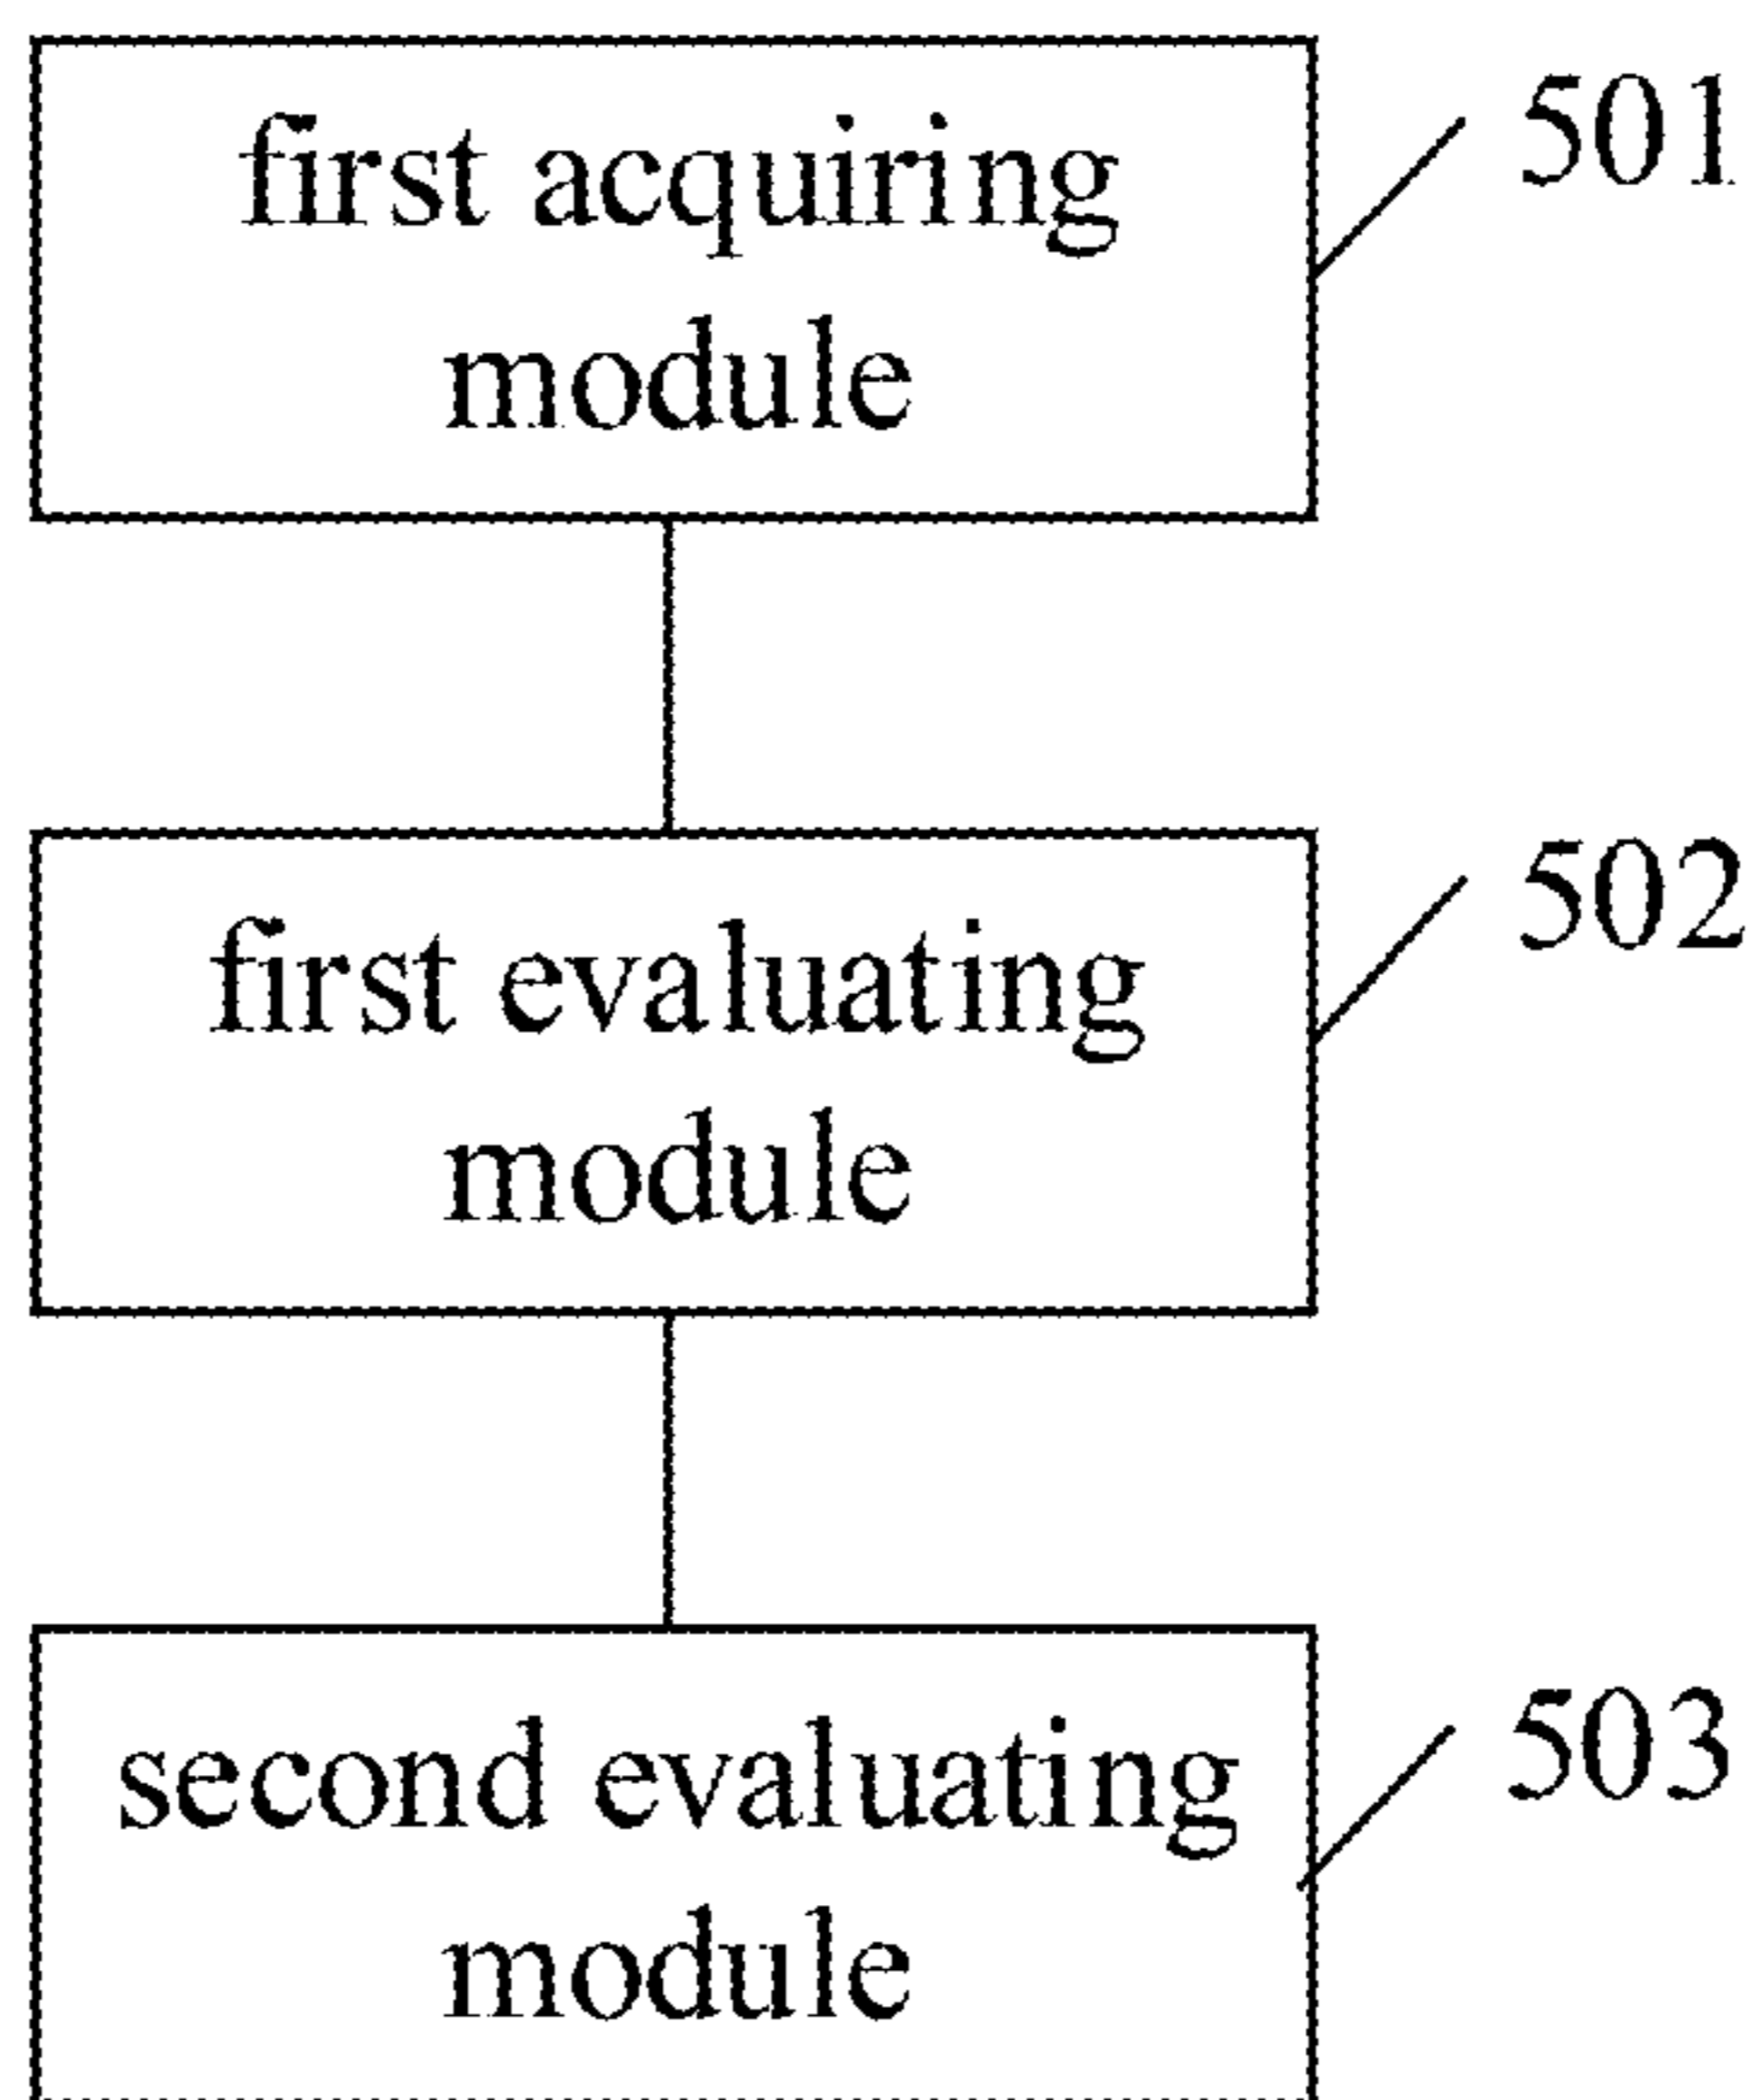 first acquiring
module
501
first evaluating
module
502
second evaluating
module
503